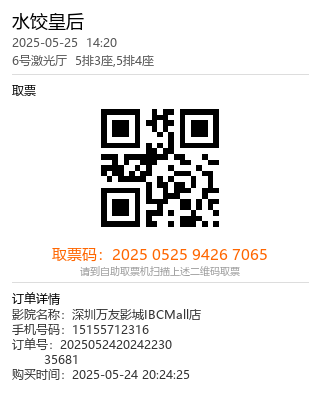 水饺皇后
2025-05-25 14:20
6号激光厅 5排3座,5排4座
取票
取票码：2025 0525 9426 7065
请到自助取票机扫描上述二维码取票
订单详情
影院名称：深圳万友影城IBCMall店
手机号码：15155712316
订单号：2025052420242230
35681
购买时间：2025-05-24 20:24:25